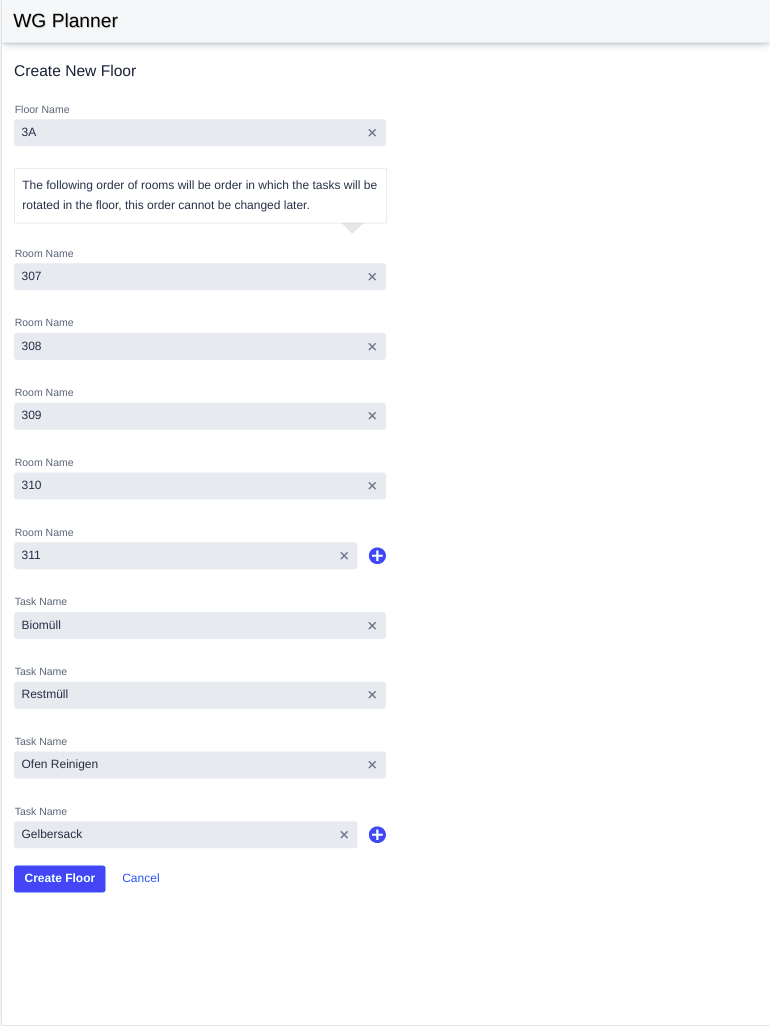 WG Planner
Create New Floor
Floor Name
3A
The following order of rooms will be order in which the tasks will be
rotated in the floor, this order cannot be changed later.
Room Name
307
Room Name
308
Room Name
309
Room Name
310
Room Name
311
Task Name
Biomüll
Task Name
Restmüll
Task Name
Ofen Reinigen
Task Name
Gelbersack
Create Floor Cancel